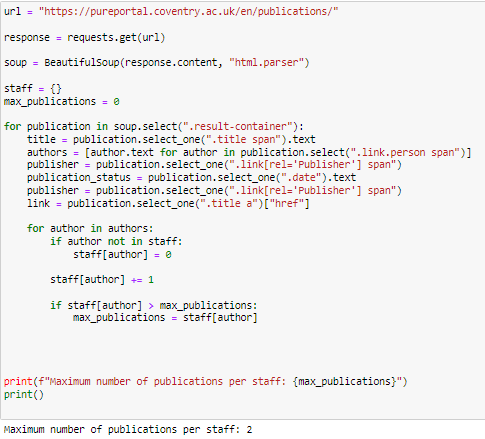 url = "https://pureportal.coventry.ac.uk/en/publications/"
response = requests.get(url)
soup = BeautifulSoup(response.content, "html.parser")
staff = {}
max_publications = 0
for publication in soup.select(".result-container"):
    title = publication.select_one(".title span").text
    authors = [author.text for author in publication.select(".link.person span")]
    publisher = publication.select_one(".link[rel='Publisher'] span")
    publication_status = publication.select_one(".date").text
    publisher = publication.select_one(".link[rel='Publisher'] span")
    link = publication.select_one(".title a")["href"]
    for author in authors:
        if author not in staff:
            staff[author] = 0
        staff[author] += 1
        if staff[author] > max_publications:
            max_publications = staff[author]
print(f"Maximum number of publications per staff: {max_publications}")
print()
Maximum number of publications per staff: 2